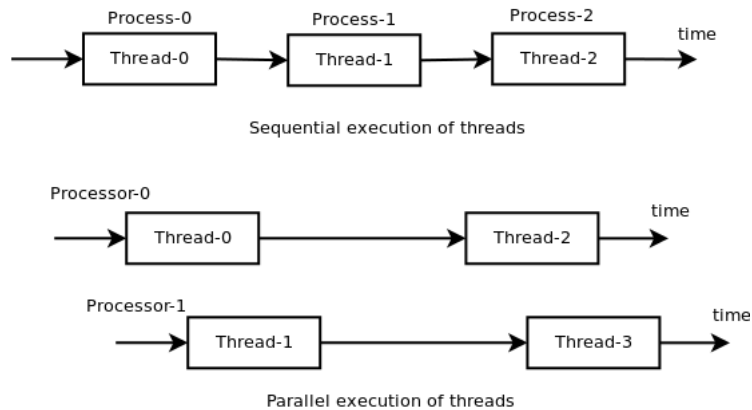 Process-0
Process-1
Process-2
time
Thread-0
Thread-1
Thread-2
Sequential execution of threads
Processor-0
time
Thread-0
Thread-2
Processor-1
time
Thread-1
Thread-3
Parallel execution of threads